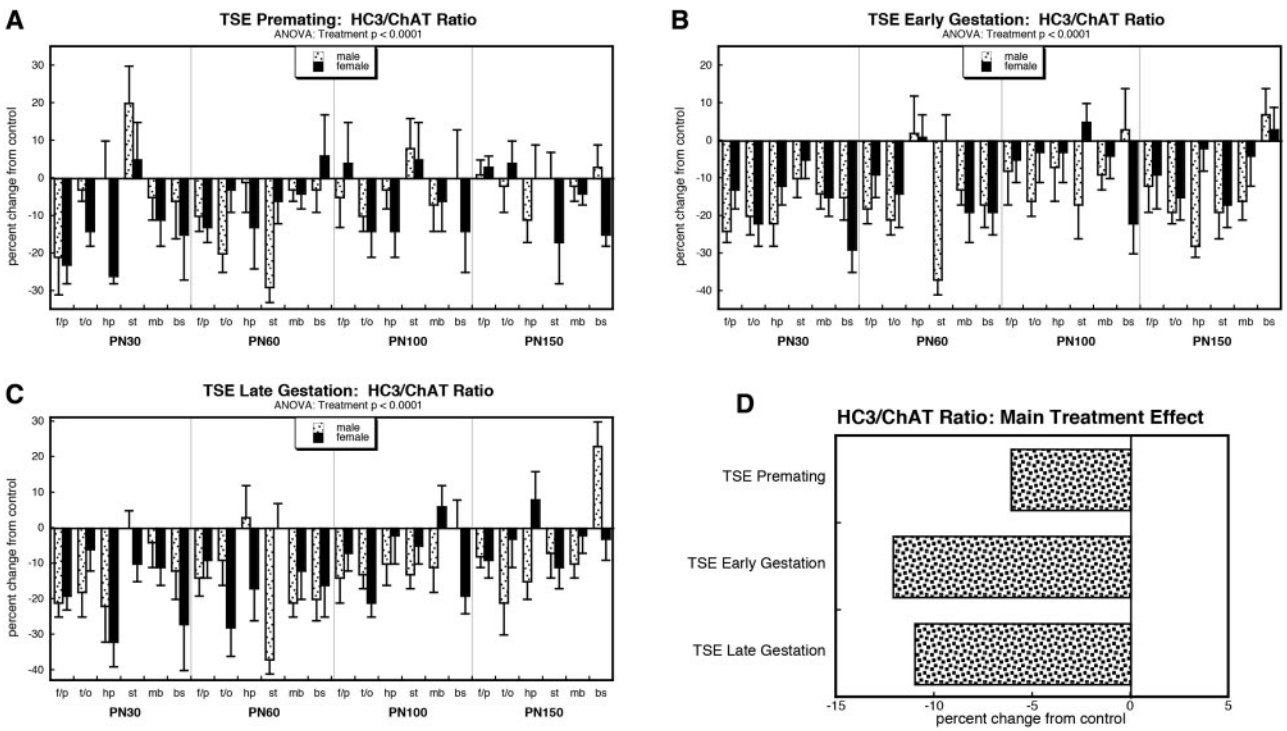 A
TSE Premating: HC3/ChAT Ratio
ANOVA: Treatment p < 0.0001
male
female
percent change from control
30
20
10
0
-10
-20
-30
f/p t/o hp st mb bs f/p t/o hp st mb bs f/p t/o hp st mb bs f/p t/o hp st mb bs
PN30 PN60 PN100 PN150
B
TSE Early Gestation: HC3/ChAT Ratio
ANOVA: Treatment p < 0.0001
male
female
percent change from control
20
10
0
-10
-20
-30
-40
f/p t/o hp st mb bs f/p t/o hp st mb bs f/p t/o hp st mb bs f/p t/o hp st mb bs
PN30 PN60 PN100 PN150
C
TSE Late Gestation: HC3/ChAT Ratio
ANOVA: Treatment p < 0.0001
male
female
percent change from control
30
20
10
0
-10
-20
-30
-40
f/p t/o hp st mb bs f/p t/o hp st mb bs f/p t/o hp st mb bs f/p t/o hp st mb bs
PN30 PN60 PN100 PN150
D
HC3/ChAT Ratio: Main Treatment Effect
TSE Premating
TSE Early Gestation
TSE Late Gestation
-15 -10 -5 0 5
percent change from control